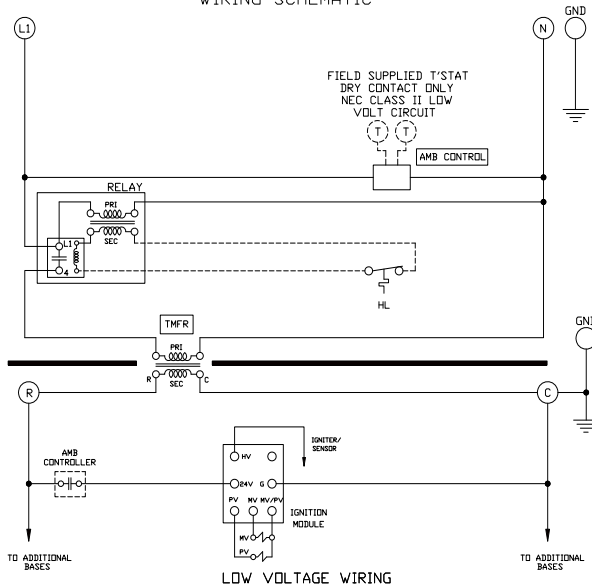 WIRING SCHEMATIC
L1
N
GND
FIELD SUPPLIED T'STAT
DRY CONTACT ONLY
NEC CLASS II LOW
VOLT CIRCUIT
T T
AMB CONTROL
RELAY
PRI
SEC
L1
4
HL
TMFR
GND
PRI
R
SEC
C
R
C
AMB
CONTROLLER
IGNITER/
SENSOR
HV
24V G
PV MV MV/PV
IGNITION
MODULE
MV
PV
TO ADDITIONAL
BASES
TO ADDITIONAL
BASES
LOW VOLTAGE WIRING